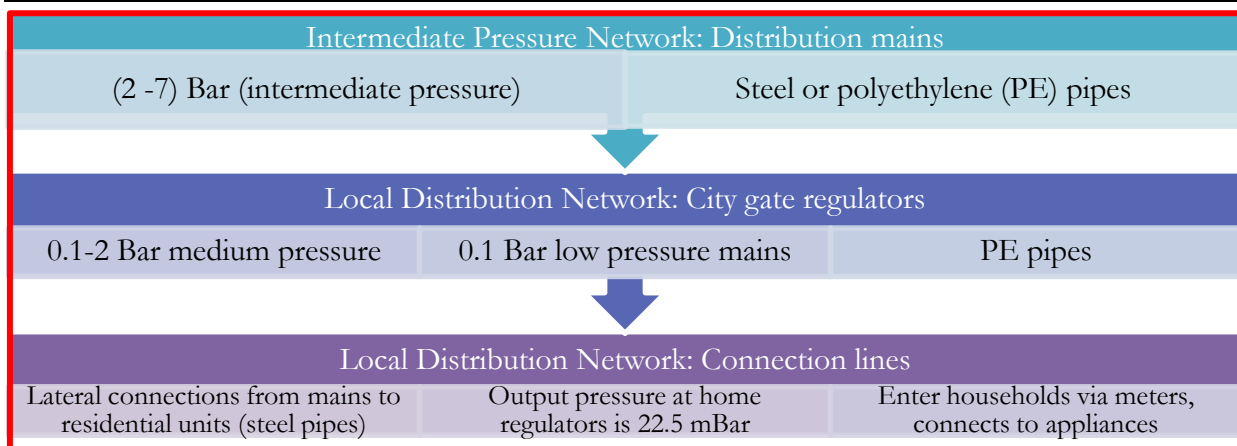 Intermediate Pressure Network: Distribution mains
(2 -7) Bar (intermediate pressure)
Steel or polyethylene (PE) pipes
Local Distribution Network: City gate regulators
0.1-2 Bar medium pressure
0.1 Bar low pressure mains
PE pipes
Local Distribution Network: Connection lines
Lateral connections from mains to
residential units (steel pipes)
Output pressure at home
regulators is 22.5 mBar
Enter households via meters,
connects to appliances